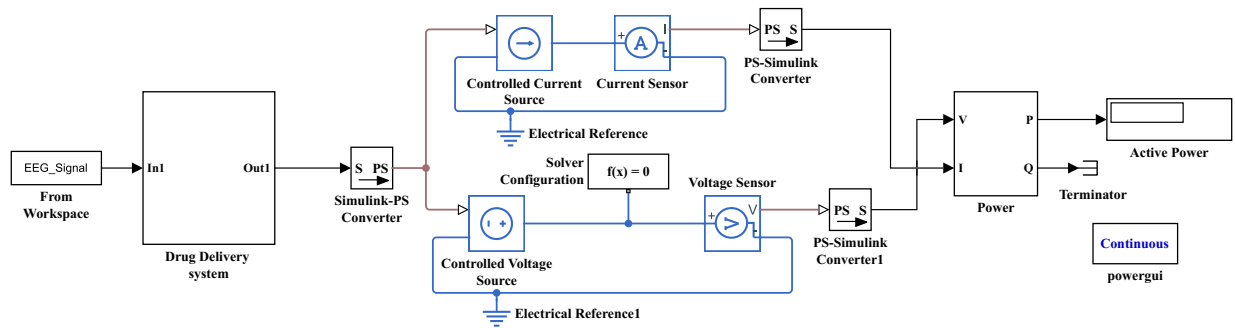 EEG_Signal
From
Workspace
In1
Out1
Drug Delivery
system
S PS
Simulink-PS
Converter
Controlled Current
Source
+
A
I
-
Current Sensor
Electrical Reference
PS S
PS-Simulink
Converter
Solver
Configuration
f(x) = 0
- +
Controlled Voltage
Source
Voltage Sensor
+
V
V
-
Electrical Reference1
PS S
PS-Simulink
Converter1
V
I
P
Q
Power
Active Power
Terminator
Continuous
powergui